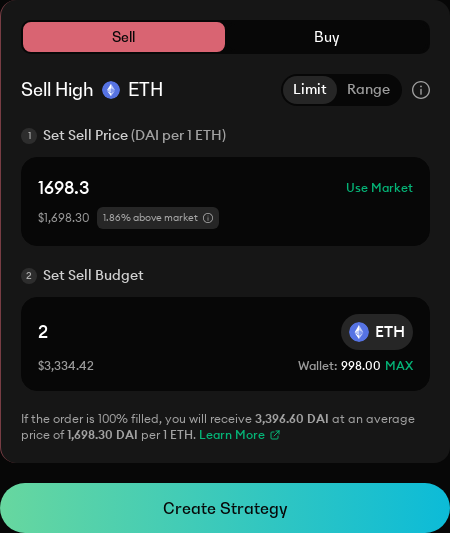 Sell Buy
Sell High ETH Limit Range
1 Set Sell Price (DAI per 1 ETH)
1698.3 Use Market
$1,698.30 1.86% above market
2 Set Sell Budget
2 ETH
$3,334.42 Wallet: 998.00 MAX
If the order is 100% filled, you will receive 3,396.60 DAI at an average
price of 1,698.30 DAI per 1 ETH. Learn More
Create Strategy